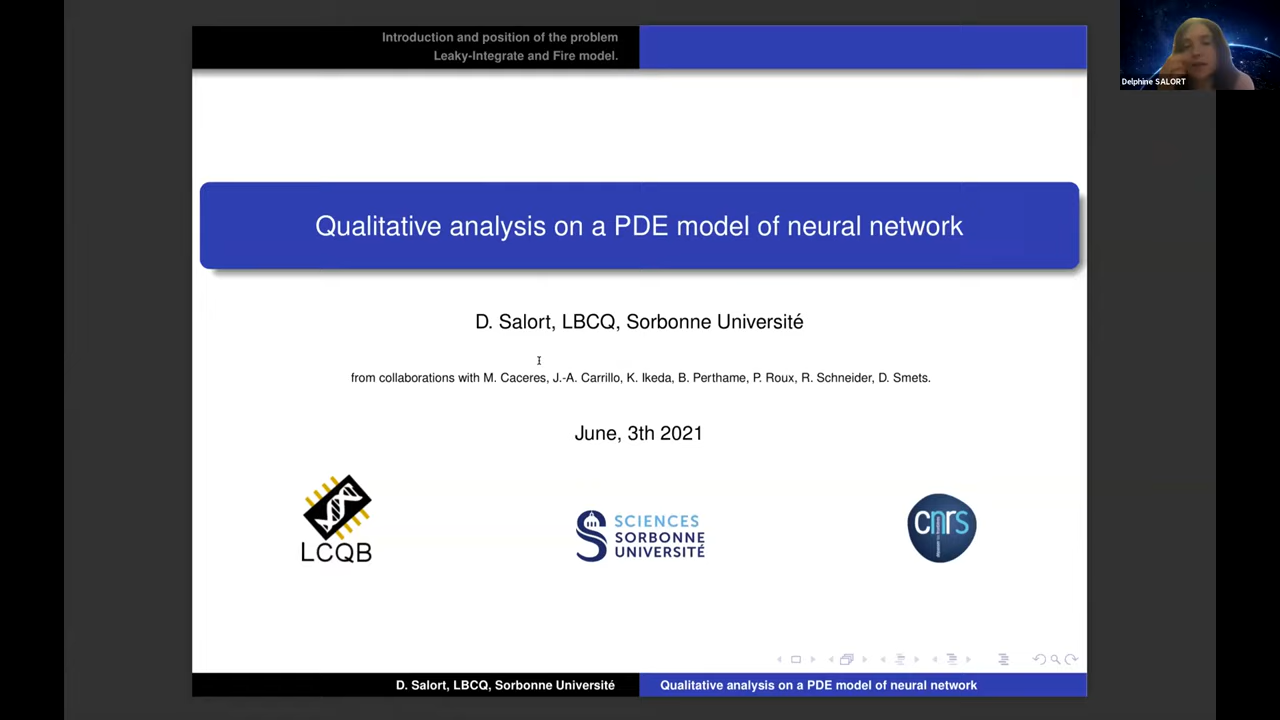 Introduction and position of the problem
Leaky-Integrate and Fire model.
Delphine SALORT
Qualitative analysis on a PDE model of neural network
D. Salort, LBCQ, Sorbonne Université
from collaborations with M. Caceres, J.-A. Carrillo, K. Ikeda, B. Perthame, P. Roux, R. Schneider, D. Smets.
June, 3th 2021
LCQB
SCIENCES
SORBONNE
UNIVERSITÉ
cnrs
D. Salort, LBCQ, Sorbonne Université
Qualitative analysis on a PDE model of neural network